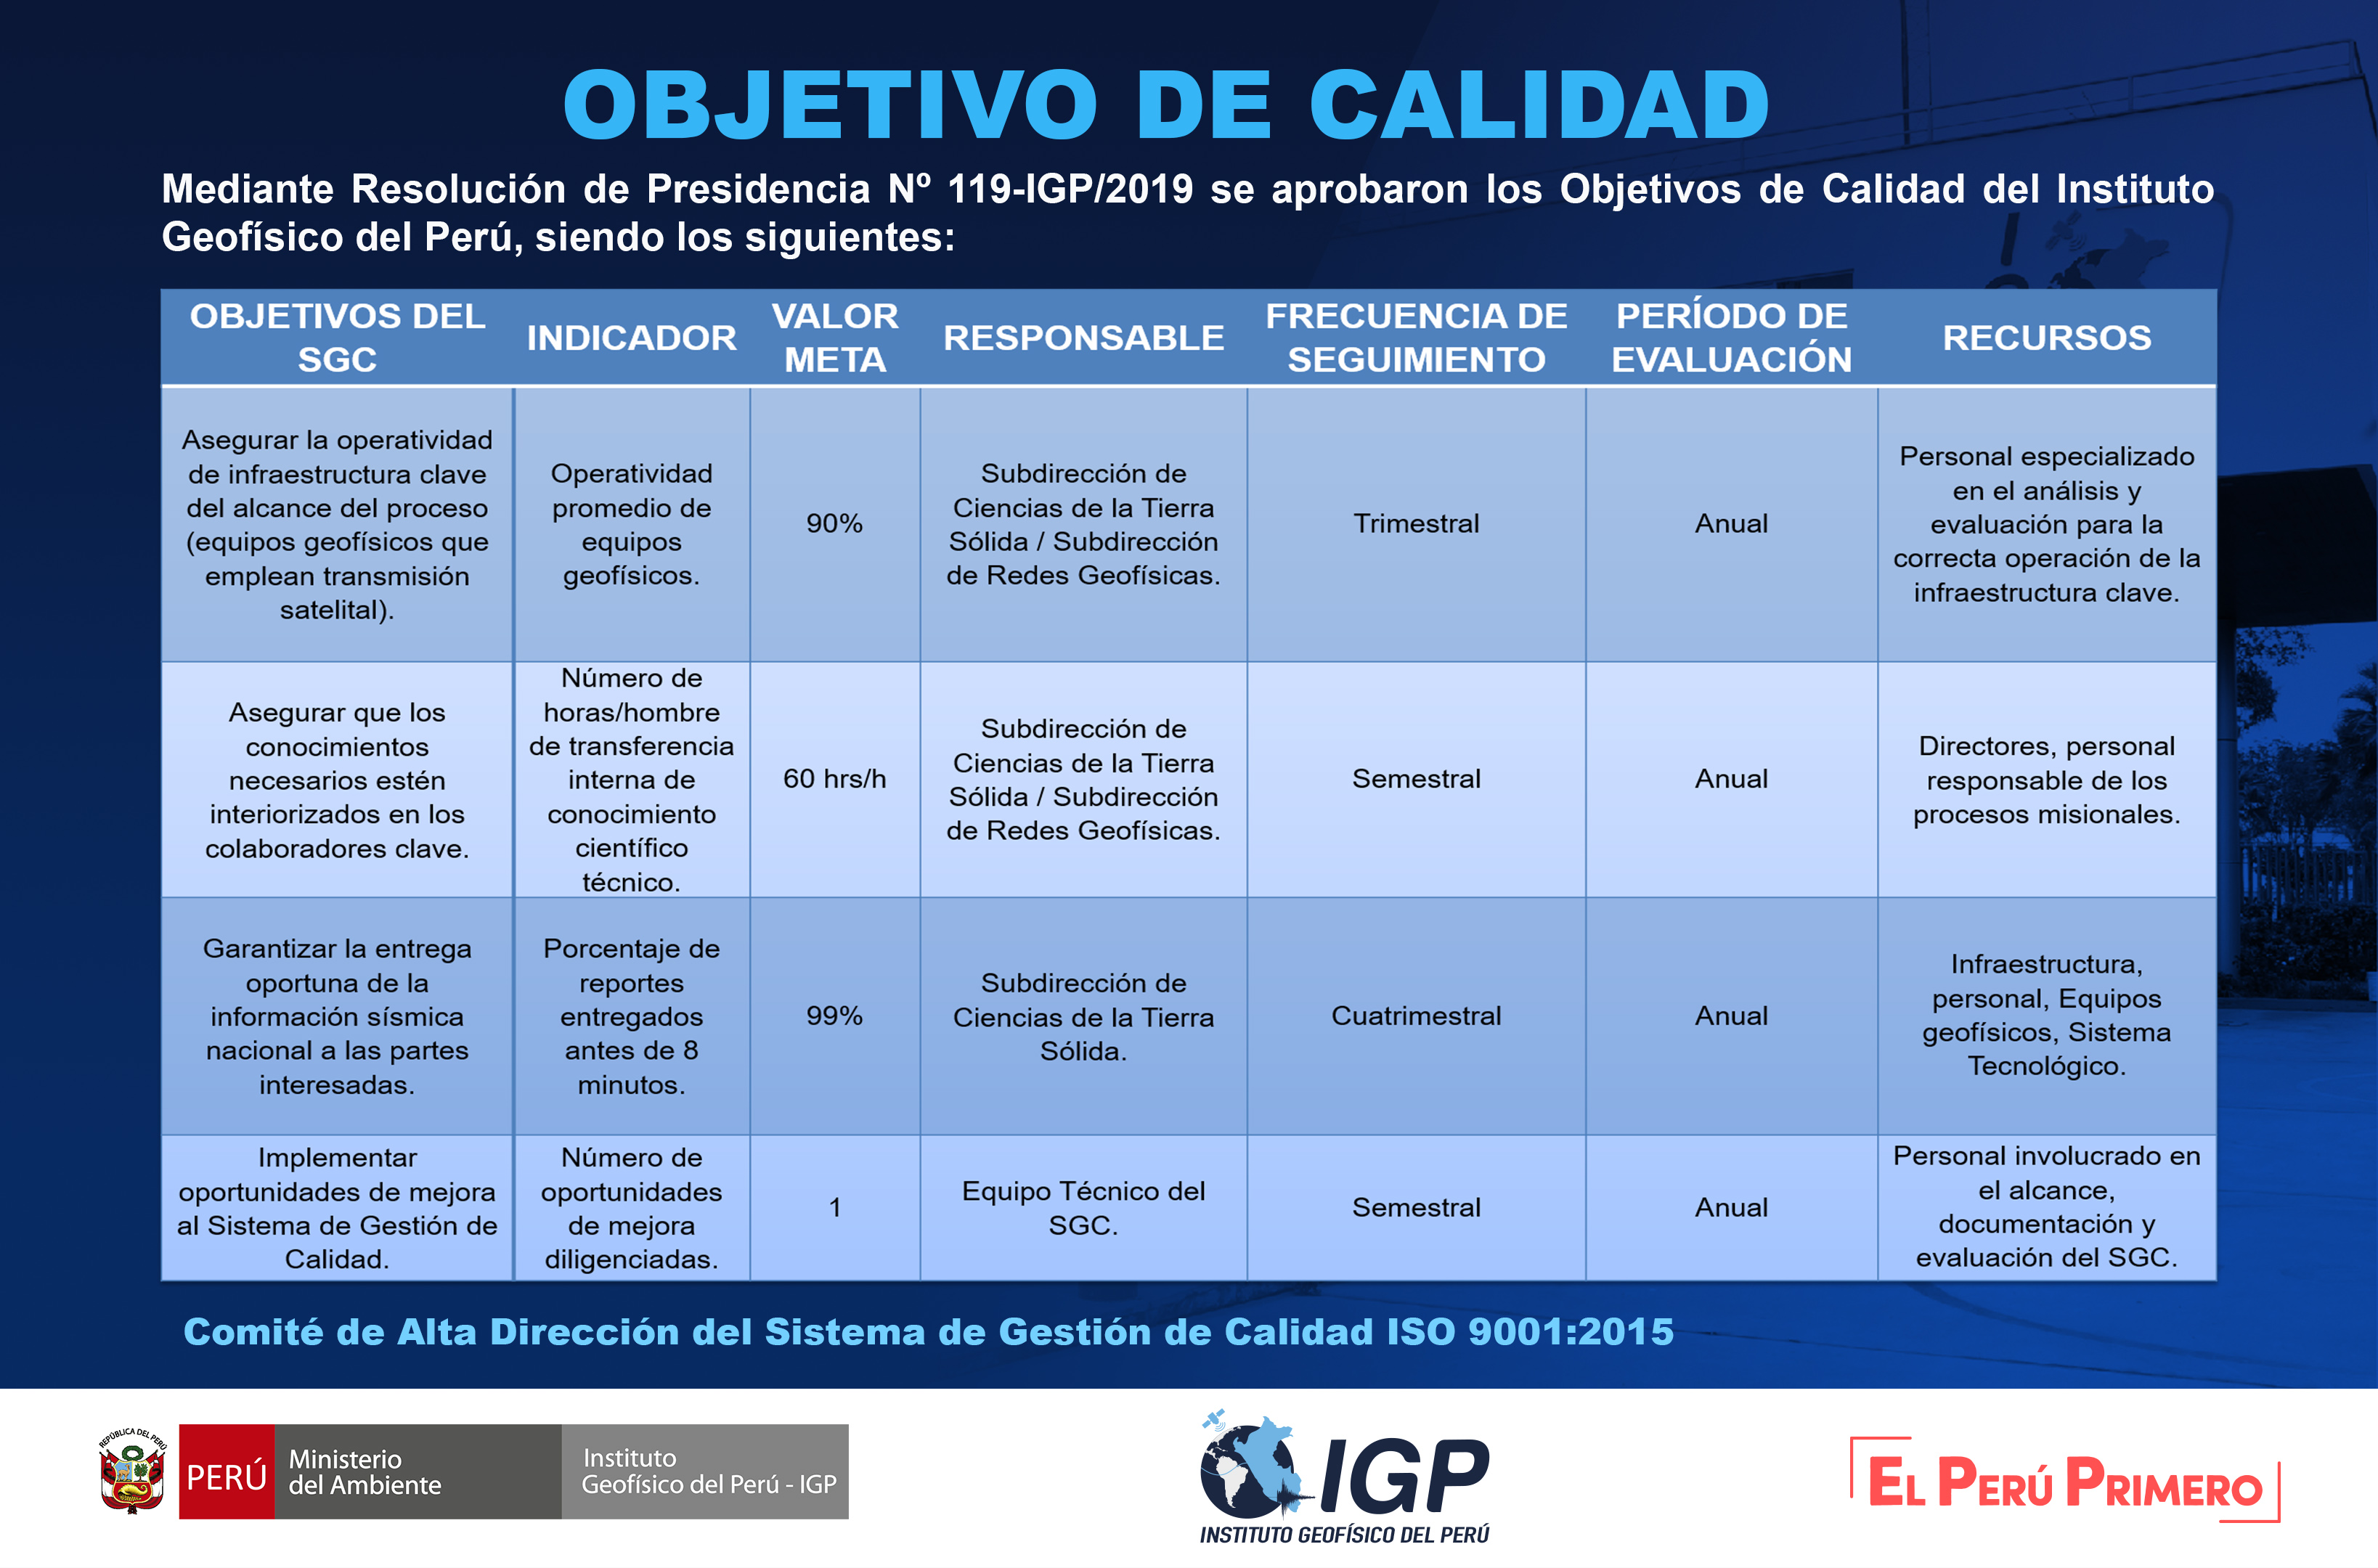 OBJETIVO DE CALIDAD
Mediante Resolución de Presidencia Nº 119-IGP/2019 se aprobaron los Objetivos de Calidad del Instituto
Geofísico del Perú, siendo los siguientes:
OBJETIVOS DEL
SGC
INDICADOR
VALOR
META
RESPONSABLE
FRECUENCIA DE
SEGUIMIENTO
PERÍODO DE
EVALUACIÓN
RECURSOS
Asegurar la operatividad
de infraestructura clave
del alcance del proceso
(equipos geofísicos que
emplean transmisión
satelital).
Operatividad
promedio de
equipos
geofísicos.
90%
Subdirección de
Ciencias de la Tierra
Sólida / Subdirección
de Redes Geofísicas.
Trimestral
Anual
Personal especializado
en el análisis y
evaluación para la
correcta operación de la
infraestructura clave.
Asegurar que los
conocimientos
necesarios estén
interiorizados en los
colaboradores clave.
Número de
horas/hombre
de transferencia
interna de
conocimiento
científico
técnico.
60 hrs/h
Subdirección de
Ciencias de la Tierra
Sólida / Subdirección
de Redes Geofísicas.
Semestral
Anual
Directores, personal
responsable de los
procesos misionales.
Garantizar la entrega
oportuna de la
información sísmica
nacional a las partes
interesadas.
Porcentaje de
reportes
entregados
antes de 8
minutos.
99%
Subdirección de
Ciencias de la Tierra
Sólida.
Cuatrimestral
Anual
Infraestructura,
personal, Equipos
geofísicos, Sistema
Tecnológico.
Implementar
oportunidades de mejora
al Sistema de Gestión de
Calidad.
Número de
oportunidades
de mejora
diligenciadas.
1
Equipo Técnico del
SGC.
Semestral
Anual
Personal involucrado en
el alcance,
documentación y
evaluación del SGC.
Comité de Alta Dirección del Sistema de Gestión de Calidad ISO 9001:2015
REPÚBLICA DEL PERÚ
PERÚ
Ministerio
del Ambiente
Instituto
Geofísico del Perú - IGP
IGP
INSTITUTO GEOFÍSICO DEL PERÚ
EL PERÚ PRIMERO